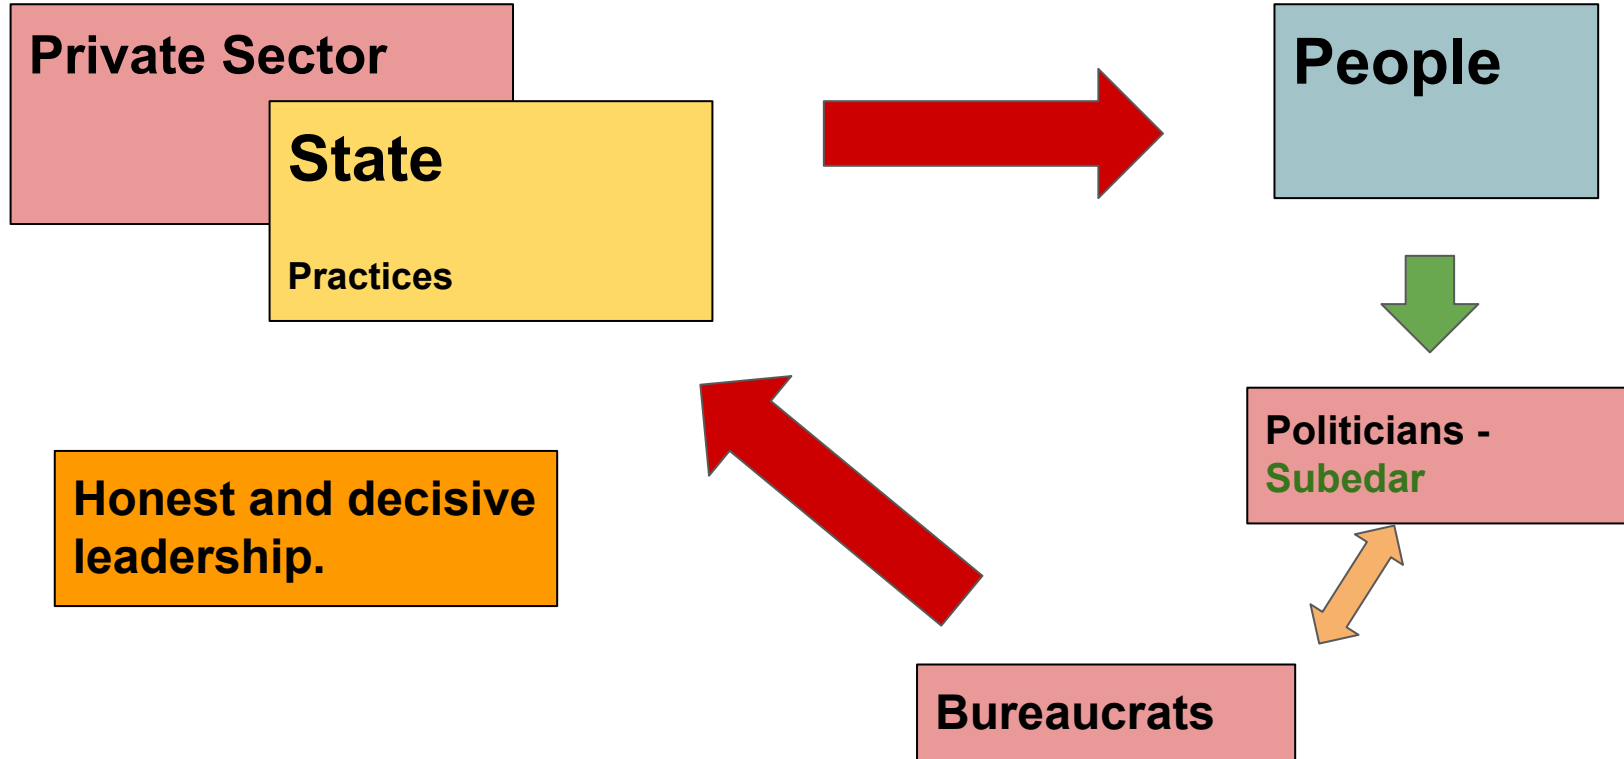 Private Sector
People
State
Practices
Politicians -
Subedar
Honest and decisive
leadership.
Bureaucrats